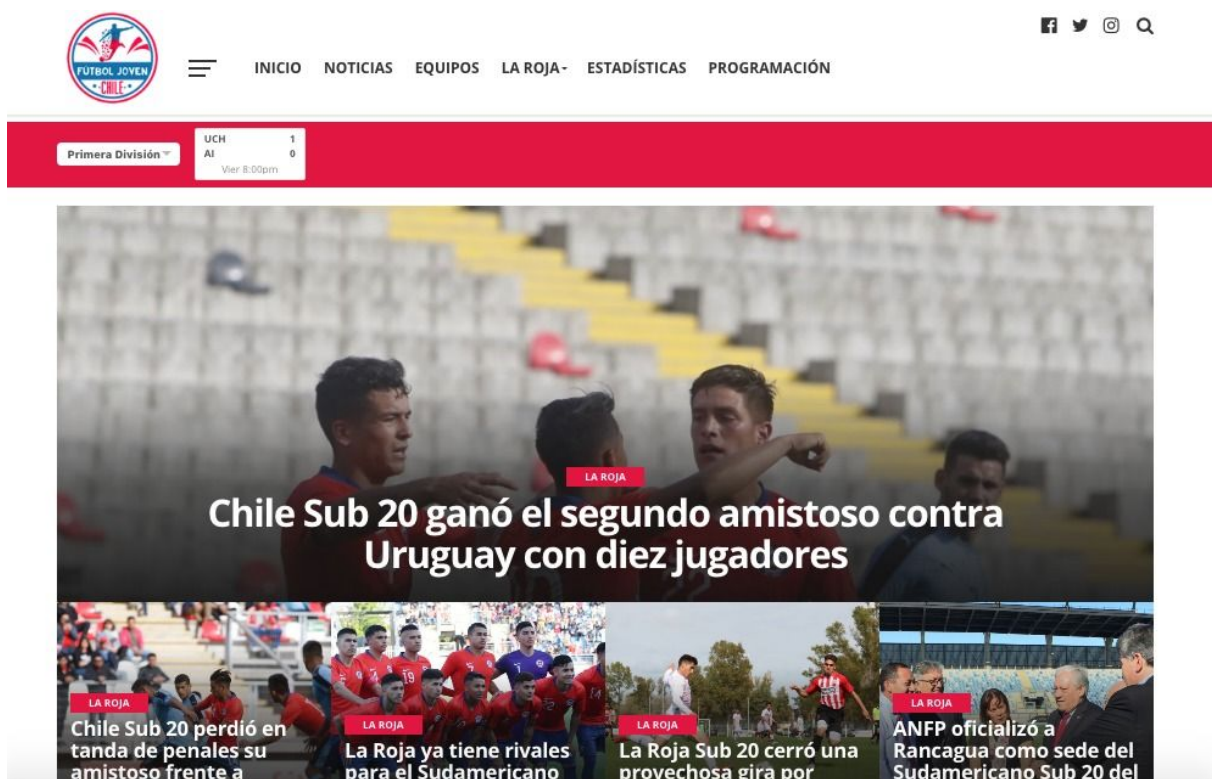 FÚTBOL JOVEN
CHILE
INICIO NOTICIAS EQUIPOS LA ROJA ESTADÍSTICAS PROGRAMACIÓN
Primera División
UCH 1
AI 0
Vier 8:00pm
LA ROJA
Chile Sub 20 ganó el segundo amistoso contra
Uruguay con diez jugadores
LA ROJA
Chile Sub 20 perdió en
tanda de penales su
amistoso frente a
LA ROJA
La Roja ya tiene rivales
para el Sudamericano
LA ROJA
La Roja Sub 20 cerró una
provechosa gira por
LA ROJA
ANFP oficializó a
Rancagua como sede del
Sudamericano Sub 20 del